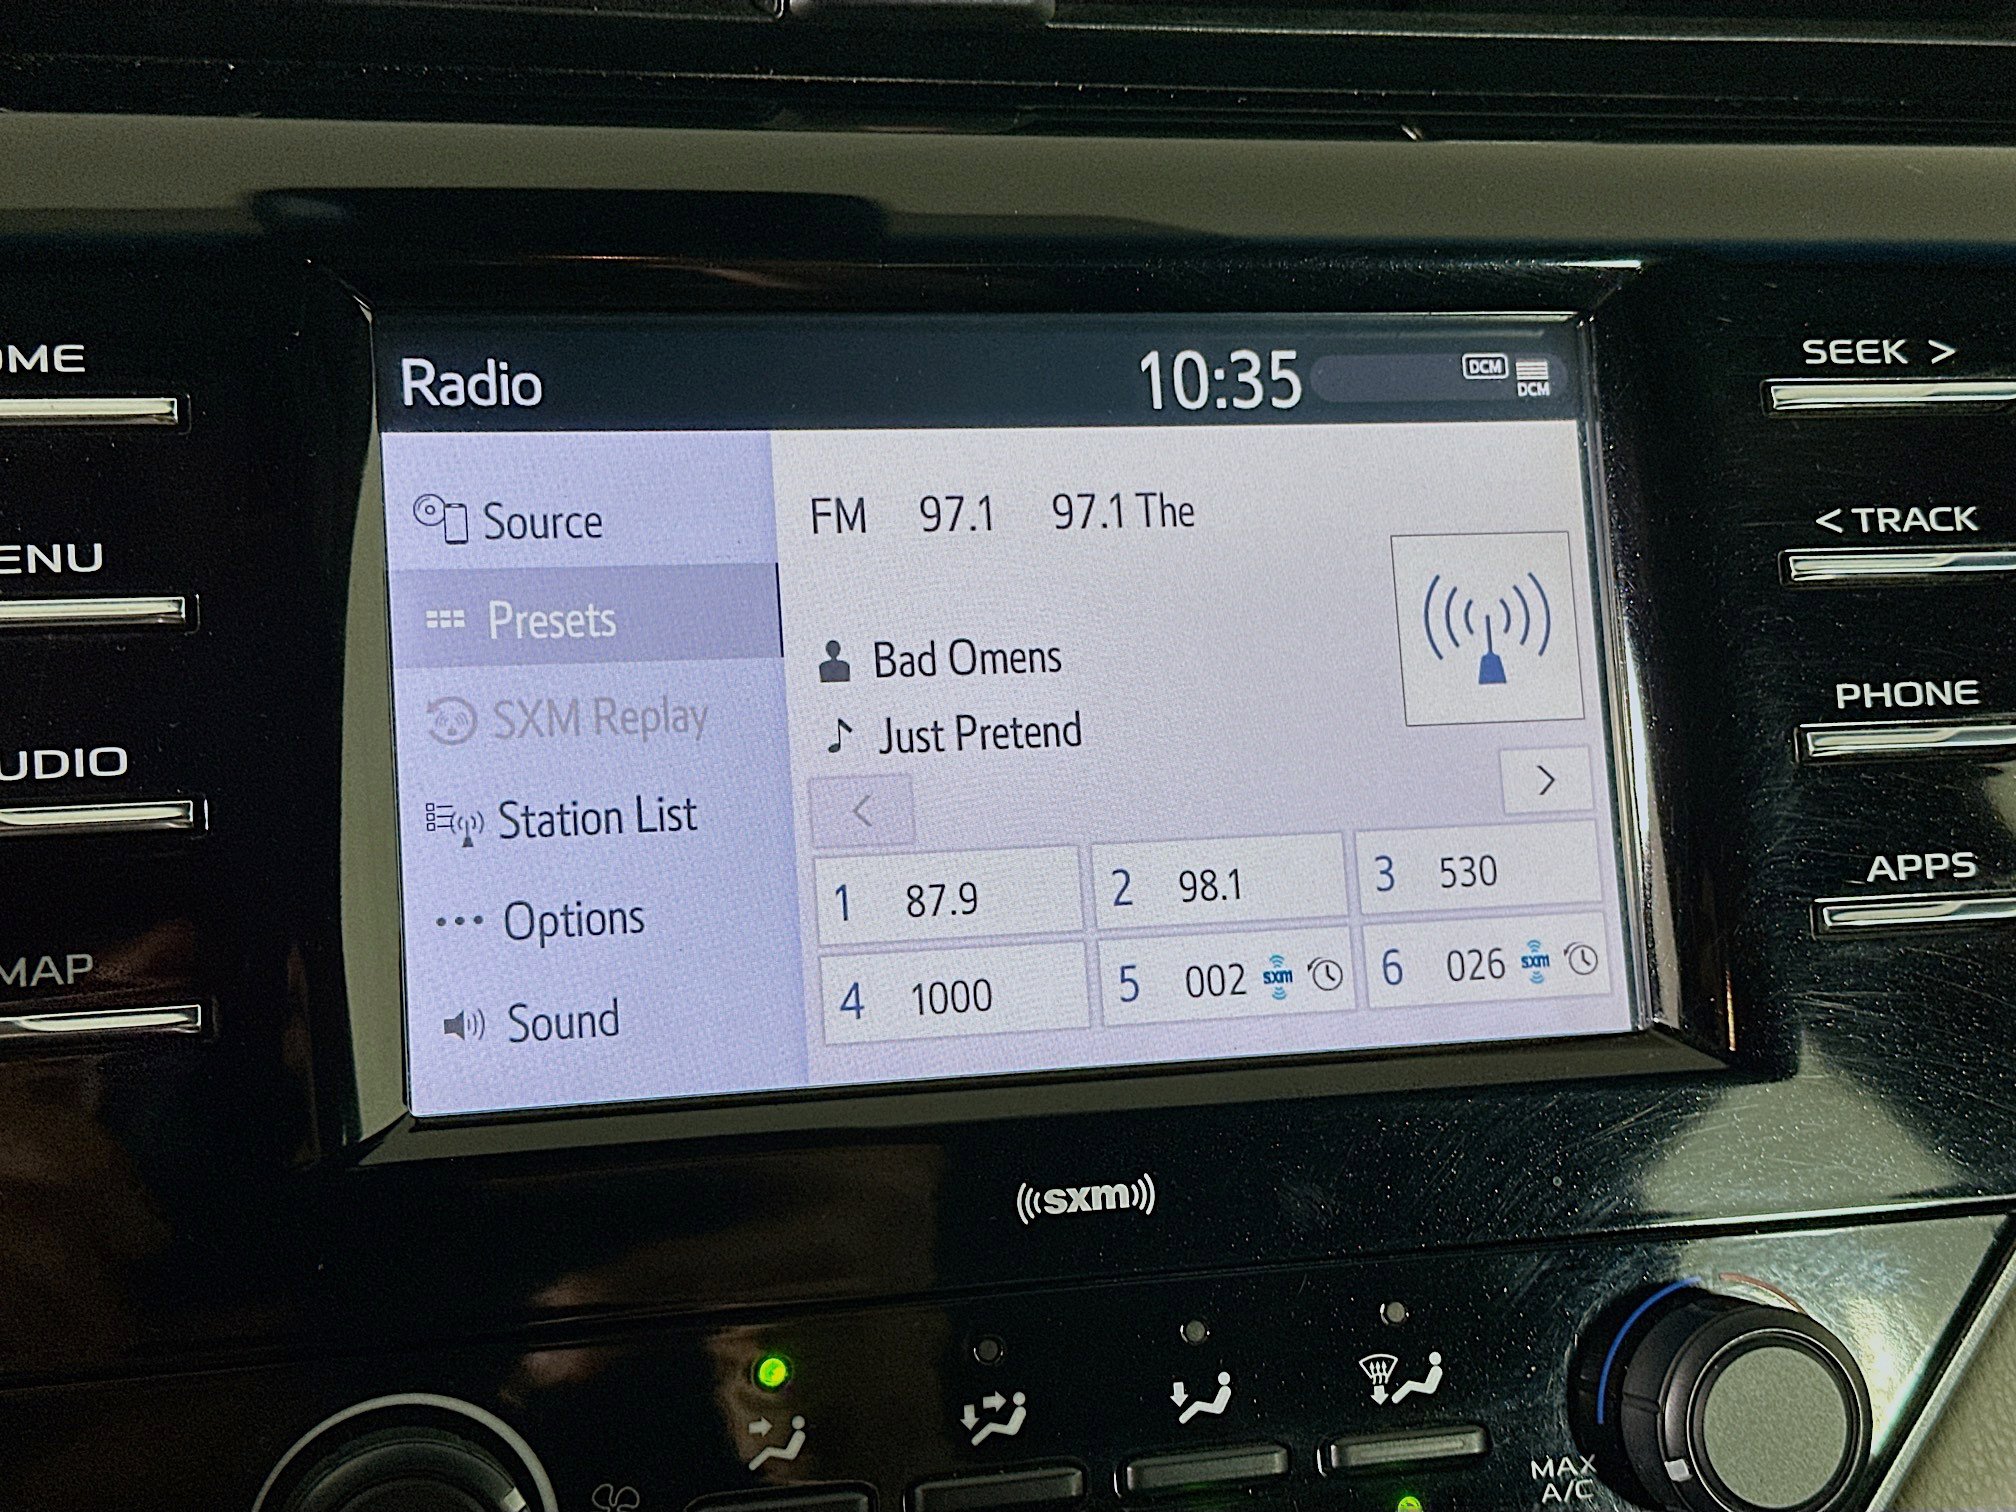 Radio 10:35 DCM DCM
Source
Presets
SXM Replay
Station List
Options
Sound
FM 97.1 97.1 The
Bad Omens
Just Pretend
< >
1 87.9 2 98.1 3 530
4 1000 5 002 sxm 6 026 sxm
OME
ENU
UDIO
MAP
SEEK >
< TRACK
PHONE
APPS
(((sxm)))
MAX
A/C